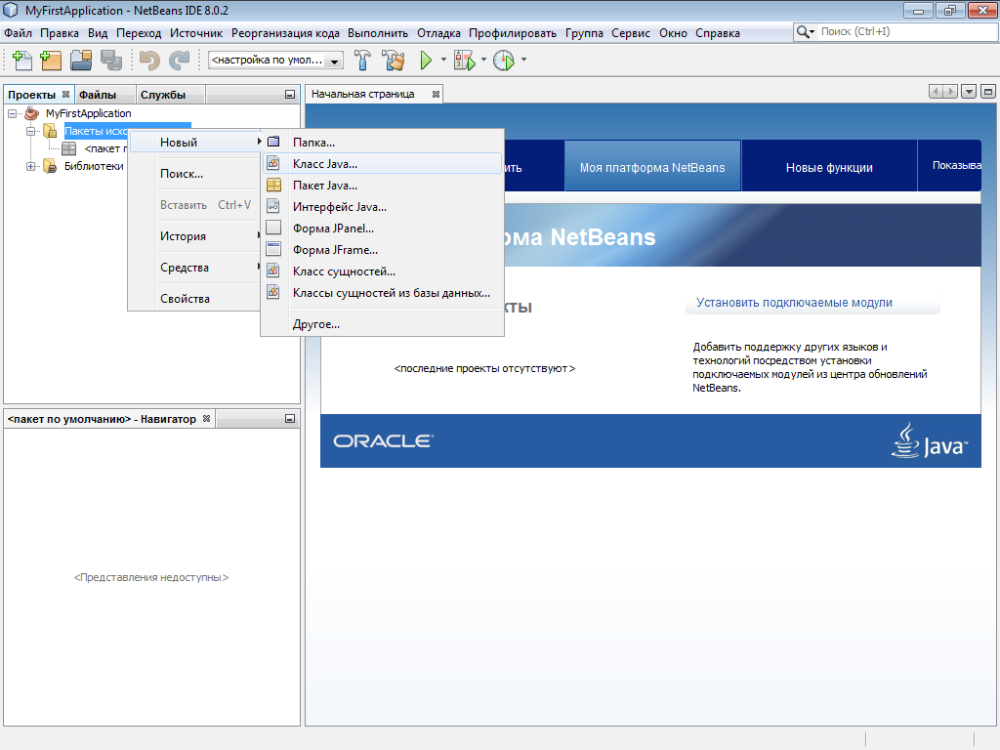 MyFirstApplication - NetBeans IDE 8.0.2
Файл Правка Вид Переход Источник Реорганизация кода Выполнить Отладка Профилировать Группа Сервис Окно Справка
Поиск (Ctrl+I)
<настройка по умол...
Проекты Файлы Службы
Начальная страница
MyFirstApplication
Пакеты исхо
<пакет п
Библиотеки
Новый
Поиск...
Вставить Ctrl+V
История
Средства
Свойства
Папка...
Класс Java...
Пакет Java...
Интерфейс Java...
Форма JPanel...
Форма JFrame...
Класс сущностей...
Классы сущностей из базы данных...
Другое...
ить
Моя платформа NetBeans
Новые функции
Показыва
рма NetBeans
кты
Установить подключаемые модули
<последние проекты отсутствуют>
Добавить поддержку других языков и
технологий посредством установки
подключаемых модулей из центра обновлений
NetBeans.
ORACLE
Java
<пакет по умолчанию> - Навигатор
<Представления недоступны>